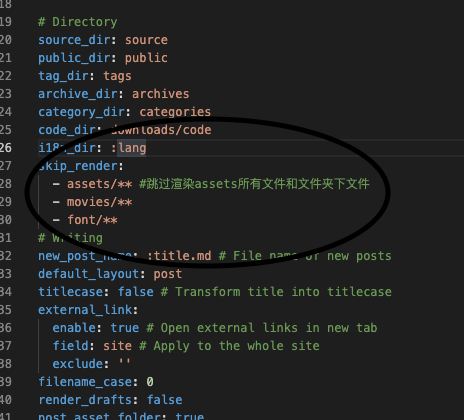 18
19 # Directory
20 source_dir: source
21 public_dir: public
22 tag_dir: tags
23 archive_dir: archives
24 category_dir: categories
25 code_dir: downloads/code
26 i18n_dir: :lang
27 skip_render:
28 - assets/** #跳过渲染assets所有文件和文件夹下文件
29 - movies/**
30 - font/**
31 # Writing
32 new_post_name: :title.md # File name of new posts
33 default_layout: post
34 titlecase: false # Transform title into titlecase
35 external_link:
36 enable: true # Open external links in new tab
37 field: site # Apply to the whole site
38 exclude: ''
39 filename_case: 0
40 render_drafts: false
41 post_asset_folder: true